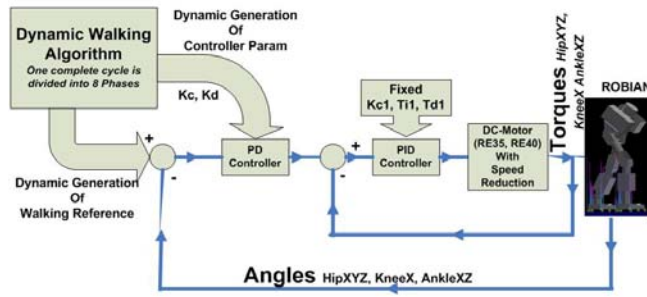 Dynamic Walking
Algorithm
One complete cycle is
divided into 8 Phases
Dynamic Generation
Of
Controller Param
Kc, Kd
Fixed
Kc1, Ti1, Td1
Torques HipXYZ,
KneeX AnkleXZ
ROBIAN
+
-
PD
Controller
+
-
PID
Controller
DC-Motor
(RE35, RE40)
With
Speed
Reduction
Dynamic Generation
Of
Walking Reference
Angles HipXYZ, KneeX, AnkleXZ